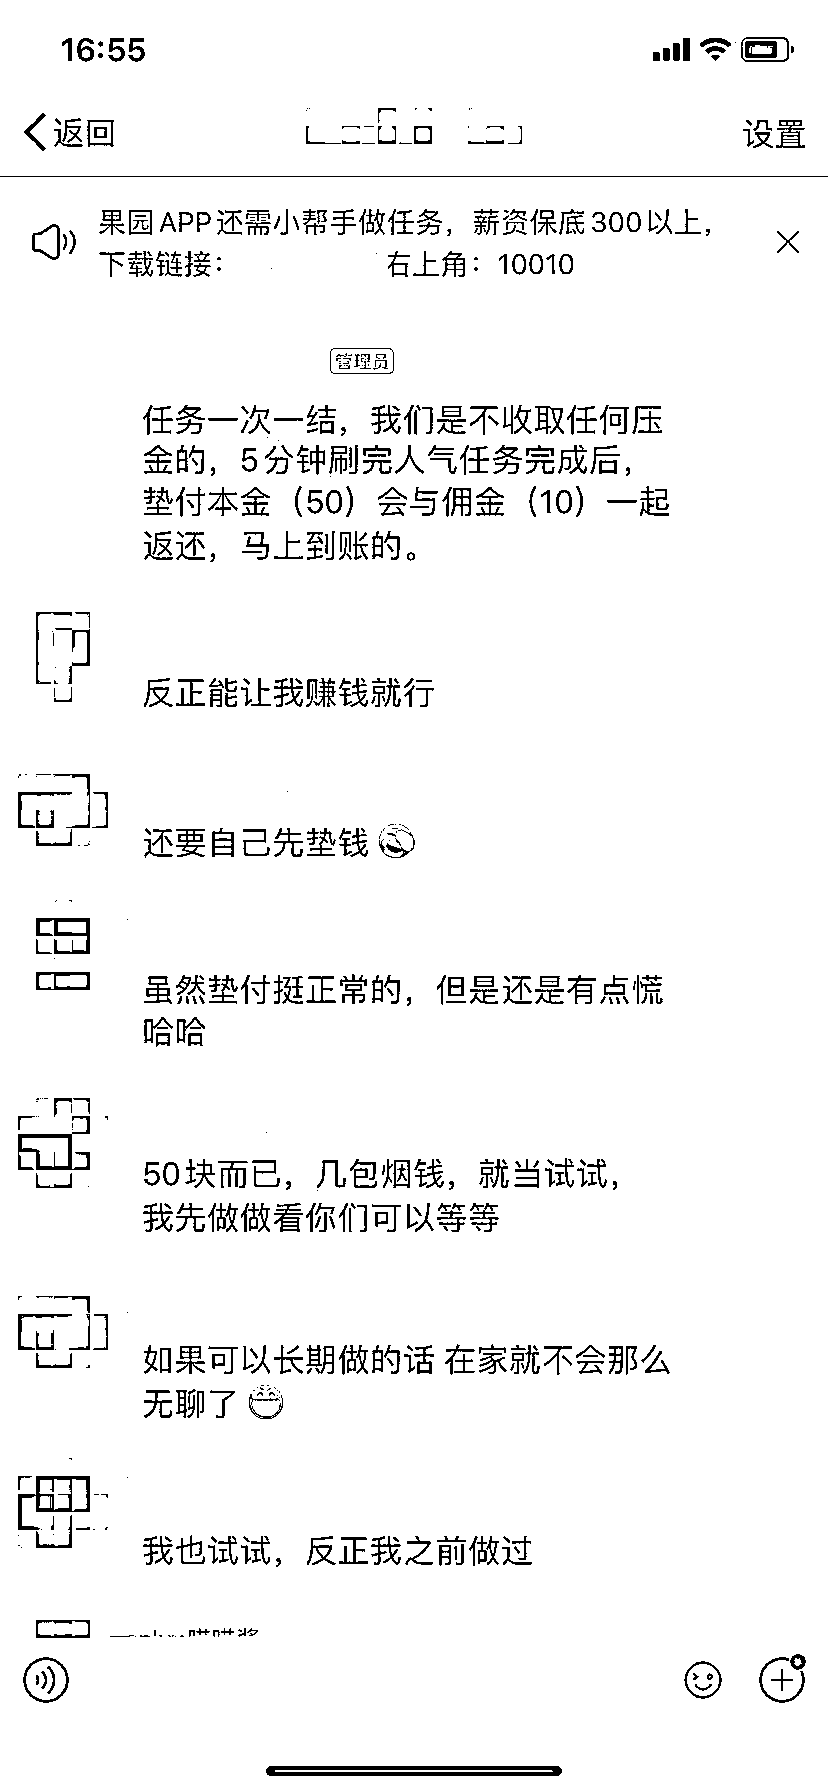 16:55
返回
设置
果园APP还需小帮手做任务，薪资保底300以上，
下载链接：
右上角：10010
管理员
任务一次一结，我们是不收取任何压
金的，5分钟刷完人气任务完成后，
垫付本金（50）会与佣金（10）一起
返还，马上到账的。
反正能让我赚钱就行
还要自己先垫钱
虽然垫付挺正常的，但是还是有点慌
哈哈
50块而已，几包烟钱，就当试试，
我先做做看你们可以等等
如果可以长期做的话 在家就不会那么
无聊了
我也试试，反正我之前做过